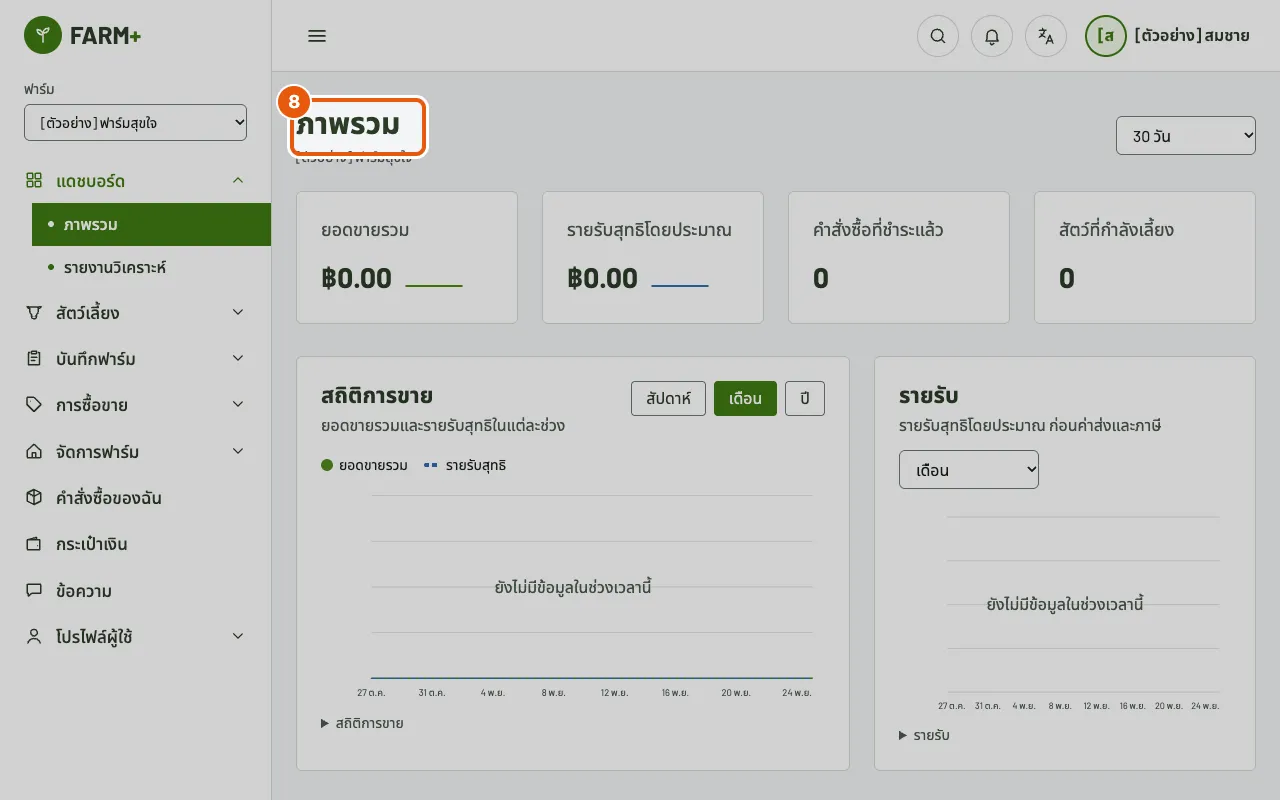 FARM+
ฟาร์ม
[ตัวอย่าง] ฟาร์มสุขใจ
แดชบอร์ด
ภาพรวม
รายงานวิเคราะห์
สัตว์เลี้ยง
บันทึกฟาร์ม
การซื้อขาย
จัดการฟาร์ม
คำสั่งซื้อของฉัน
กระเป๋าเงิน
ข้อความ
โปรไฟล์ผู้ใช้
[ส
[ตัวอย่าง] สมชาย
8
ภาพรวม
[ตัวอย่าง] ฟาร์มสุขใจ
30 วัน
ยอดขายรวม
฿0.00
รายรับสุทธิโดยประมาณ
฿0.00
คำสั่งซื้อที่ชำระแล้ว
0
สัตว์ที่กำลังเลี้ยง
0
สถิติการขาย
ยอดขายรวมและรายรับสุทธิในแต่ละช่วง
สัปดาห์
เดือน
ปี
ยอดขายรวม
รายรับสุทธิ
ยังไม่มีข้อมูลในช่วงเวลานี้
27 ต.ค. 31 ต.ค. 4 พ.ย. 8 พ.ย. 12 พ.ย. 16 พ.ย. 20 พ.ย. 24 พ.ย.
สถิติการขาย
รายรับ
รายรับสุทธิโดยประมาณ ก่อนค่าส่งและภาษี
เดือน
ยังไม่มีข้อมูลในช่วงเวลานี้
27 ต.ค. 31 ต.ค. 4 พ.ย. 8 พ.ย. 12 พ.ย. 16 พ.ย. 20 พ.ย. 24 พ.ย.
รายรับ